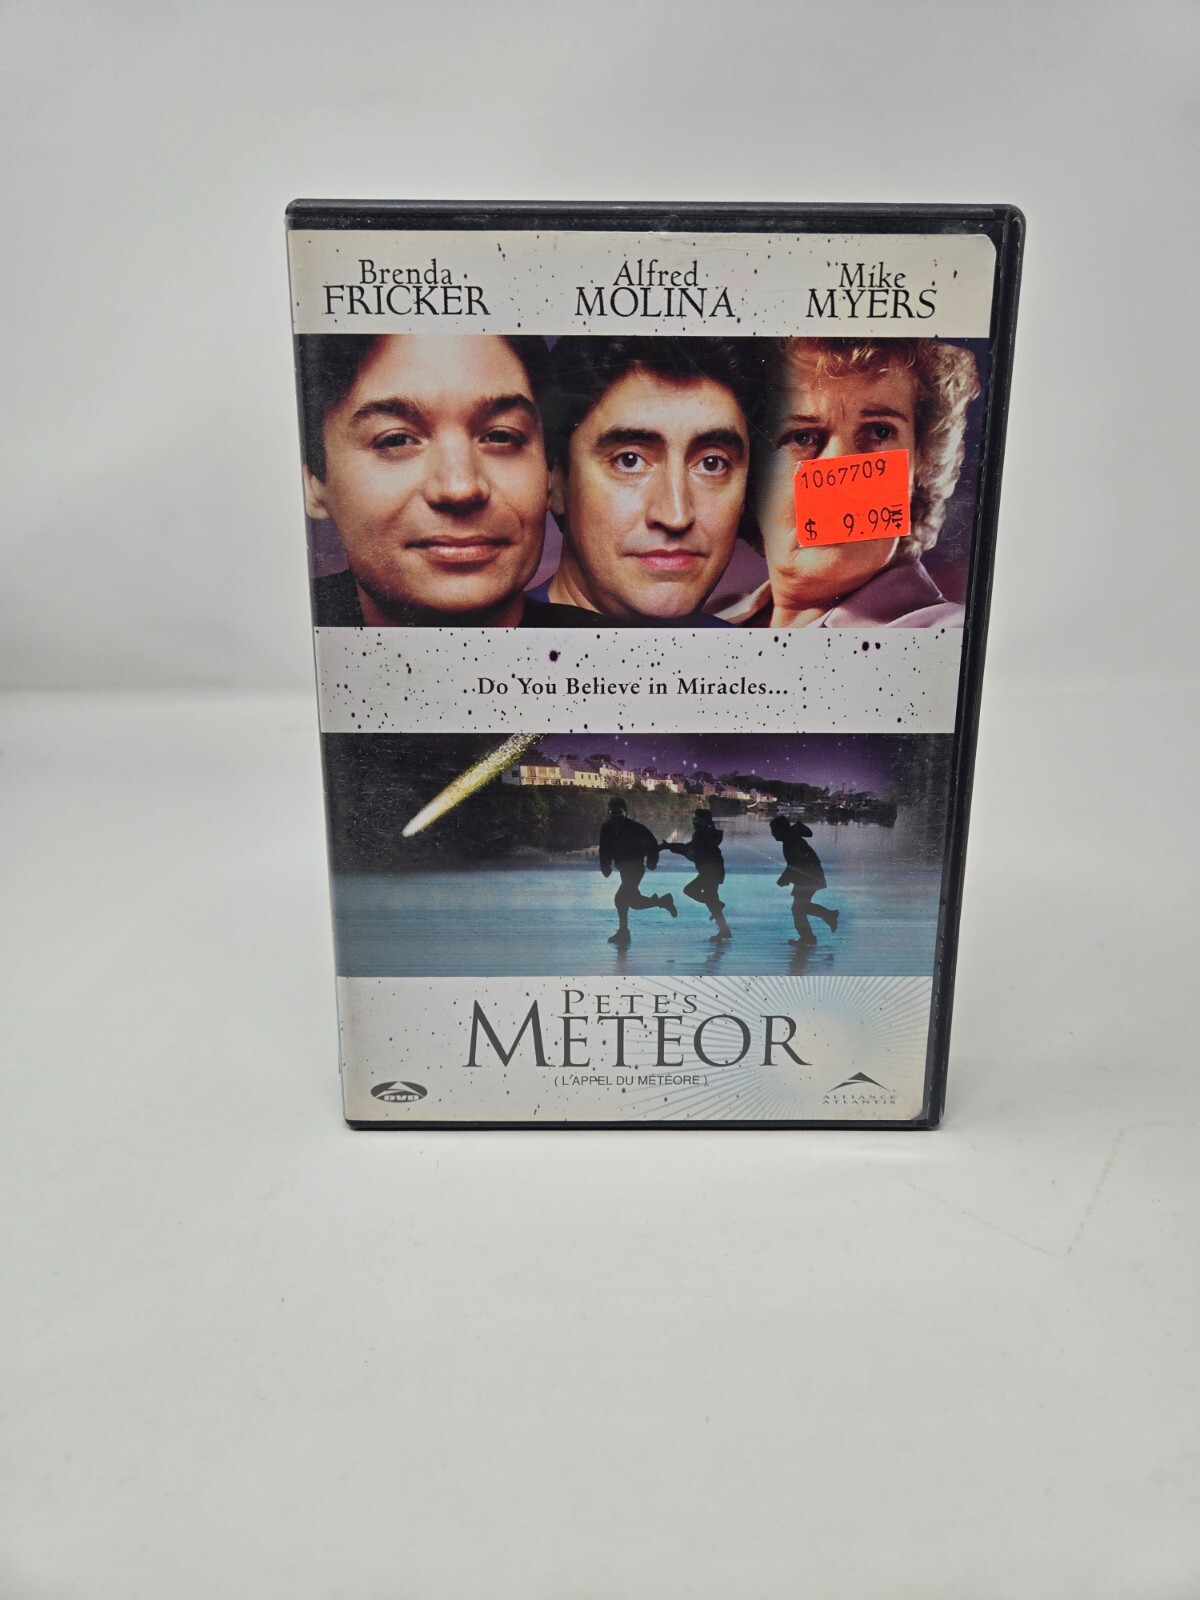 Brenda FRICKER
Alfred MOLINA
Mike MYERS
1067709
$ 9.99
..Do You Believe in Miracles...
PETE'S
METEOR
( L'APPEL DU MÉTÉORE )
DVD
ALLIANCE
ATLANTIS